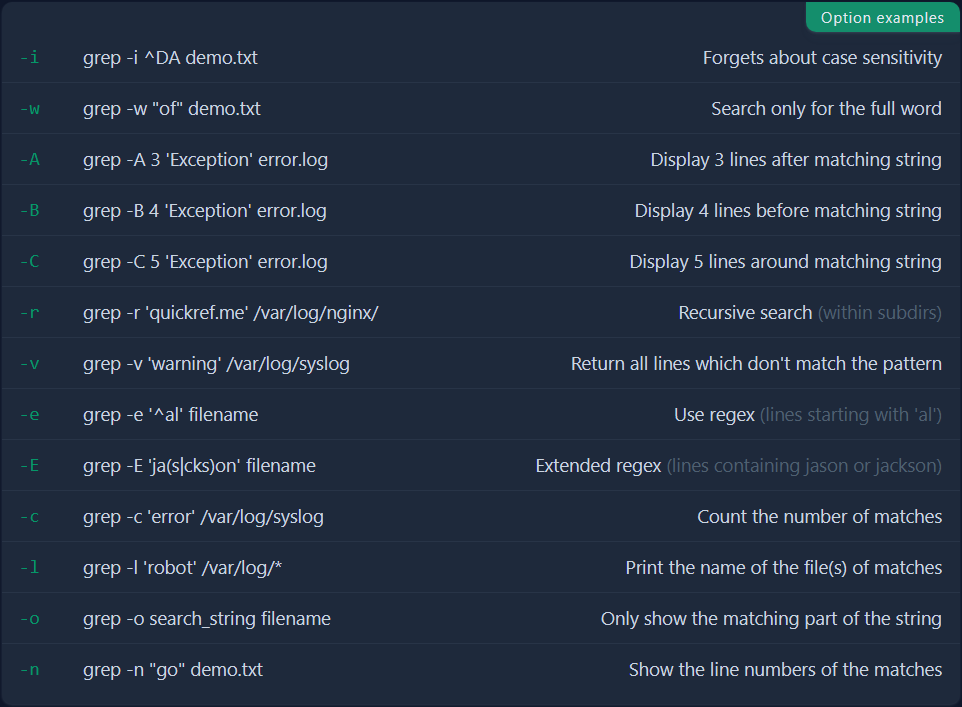 Option examples
-i grep -i ^DA demo.txt Forgets about case sensitivity
-w grep -w "of" demo.txt Search only for the full word
-A grep -A 3 'Exception' error.log Display 3 lines after matching string
-B grep -B 4 'Exception' error.log Display 4 lines before matching string
-C grep -C 5 'Exception' error.log Display 5 lines around matching string
-r grep -r 'quickref.me' /var/log/nginx/ Recursive search (within subdirs)
-v grep -v 'warning' /var/log/syslog Return all lines which don't match the pattern
-e grep -e '^al' filename Use regex (lines starting with 'al')
-E grep -E 'ja(s|cks)on' filename Extended regex (lines containing jason or jackson)
-c grep -c 'error' /var/log/syslog Count the number of matches
-l grep -l 'robot' /var/log/* Print the name of the file(s) of matches
-o grep -o search_string filename Only show the matching part of the string
-n grep -n "go" demo.txt Show the line numbers of the matches